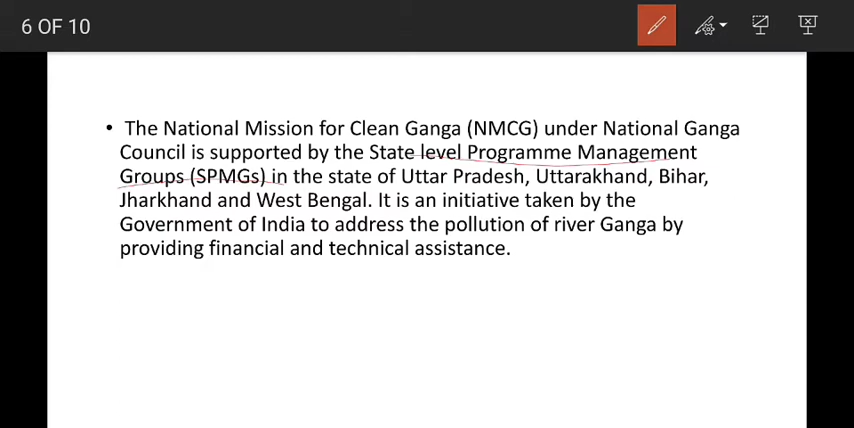 6 OF 10
• The National Mission for Clean Ganga (NMCG) under National Ganga
Council is supported by the State level Programme Management
Groups (SPMGs) in the state of Uttar Pradesh, Uttarakhand, Bihar,
Jharkhand and West Bengal. It is an initiative taken by the
Government of India to address the pollution of river Ganga by
providing financial and technical assistance.